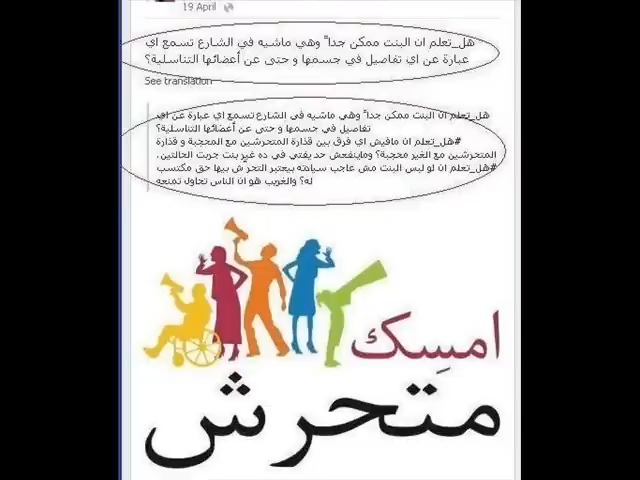 19 April
هل_تعلم ان البنت ممكن جداً وهي ماشيه في الشارع تسمع اي
عبارة عن اي تفاصيل في جسمها و حتى عن أعضائها التناسلية؟
See translation
هل_تعلم ان البنت ممكن جداً وهي ماشيه في الشارع تسمع اي عبارة عن اي
تفاصيل في جسمها و حتى عن أعضائها التناسلية؟
#هل_تعلم ان مافيش اي فرق بين قذارة المتحرشين مع المحجبة و قذارة
المتحرشين مع الغير محجبة؟ وماينفعش حد يفتي في ده غير بنت جربت الحالتين.
#هل_تعلم ان لو لبس البنت مش عاجب سيادته بيعتبر التحرش بيها حق مكتسب
له؟ والغريب هو ان الناس تحاول تمنعه
امسِك
متحرش